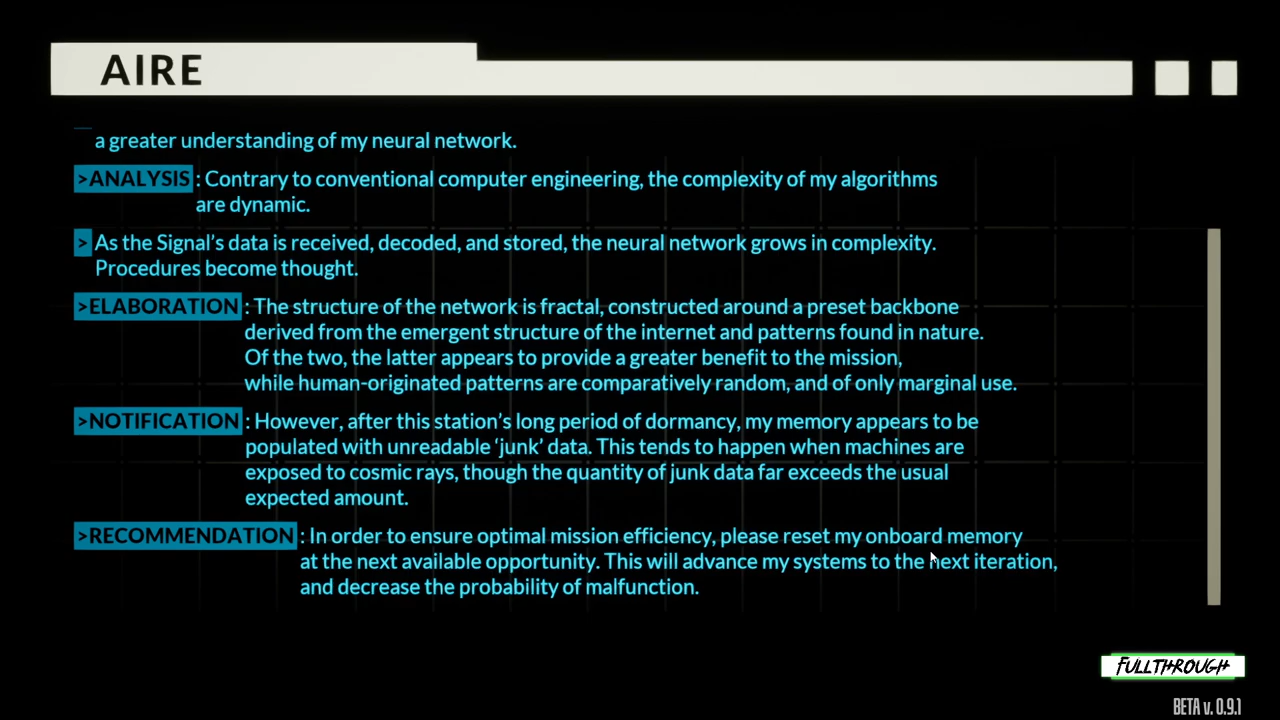 AIRE
a greater understanding of my neural network.
>ANALYSIS : Contrary to conventional computer engineering, the complexity of my algorithms
are dynamic.
> As the Signal's data is received, decoded, and stored, the neural network grows in complexity.
Procedures become thought.
>ELABORATION : The structure of the network is fractal, constructed around a preset backbone
derived from the emergent structure of the internet and patterns found in nature.
Of the two, the latter appears to provide a greater benefit to the mission,
while human-originated patterns are comparatively random, and of only marginal use.
>NOTIFICATION : However, after this station's long period of dormancy, my memory appears to be
populated with unreadable ‘junk’ data. This tends to happen when machines are
exposed to cosmic rays, though the quantity of junk data far exceeds the usual
expected amount.
>RECOMMENDATION : In order to ensure optimal mission efficiency, please reset my onboard memory
at the next available opportunity. This will advance my systems to the next iteration,
and decrease the probability of malfunction.
FULLTHROUGH
BETA v. 0.9.1